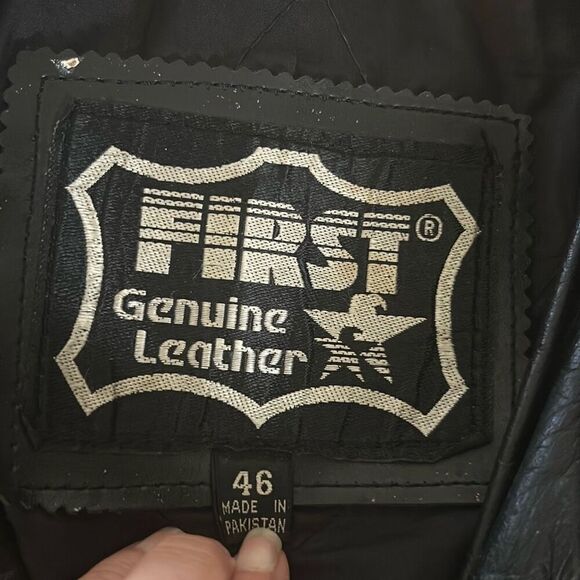 FIRST®
Genuine
Leather
46
MADE IN
PAKISTAN